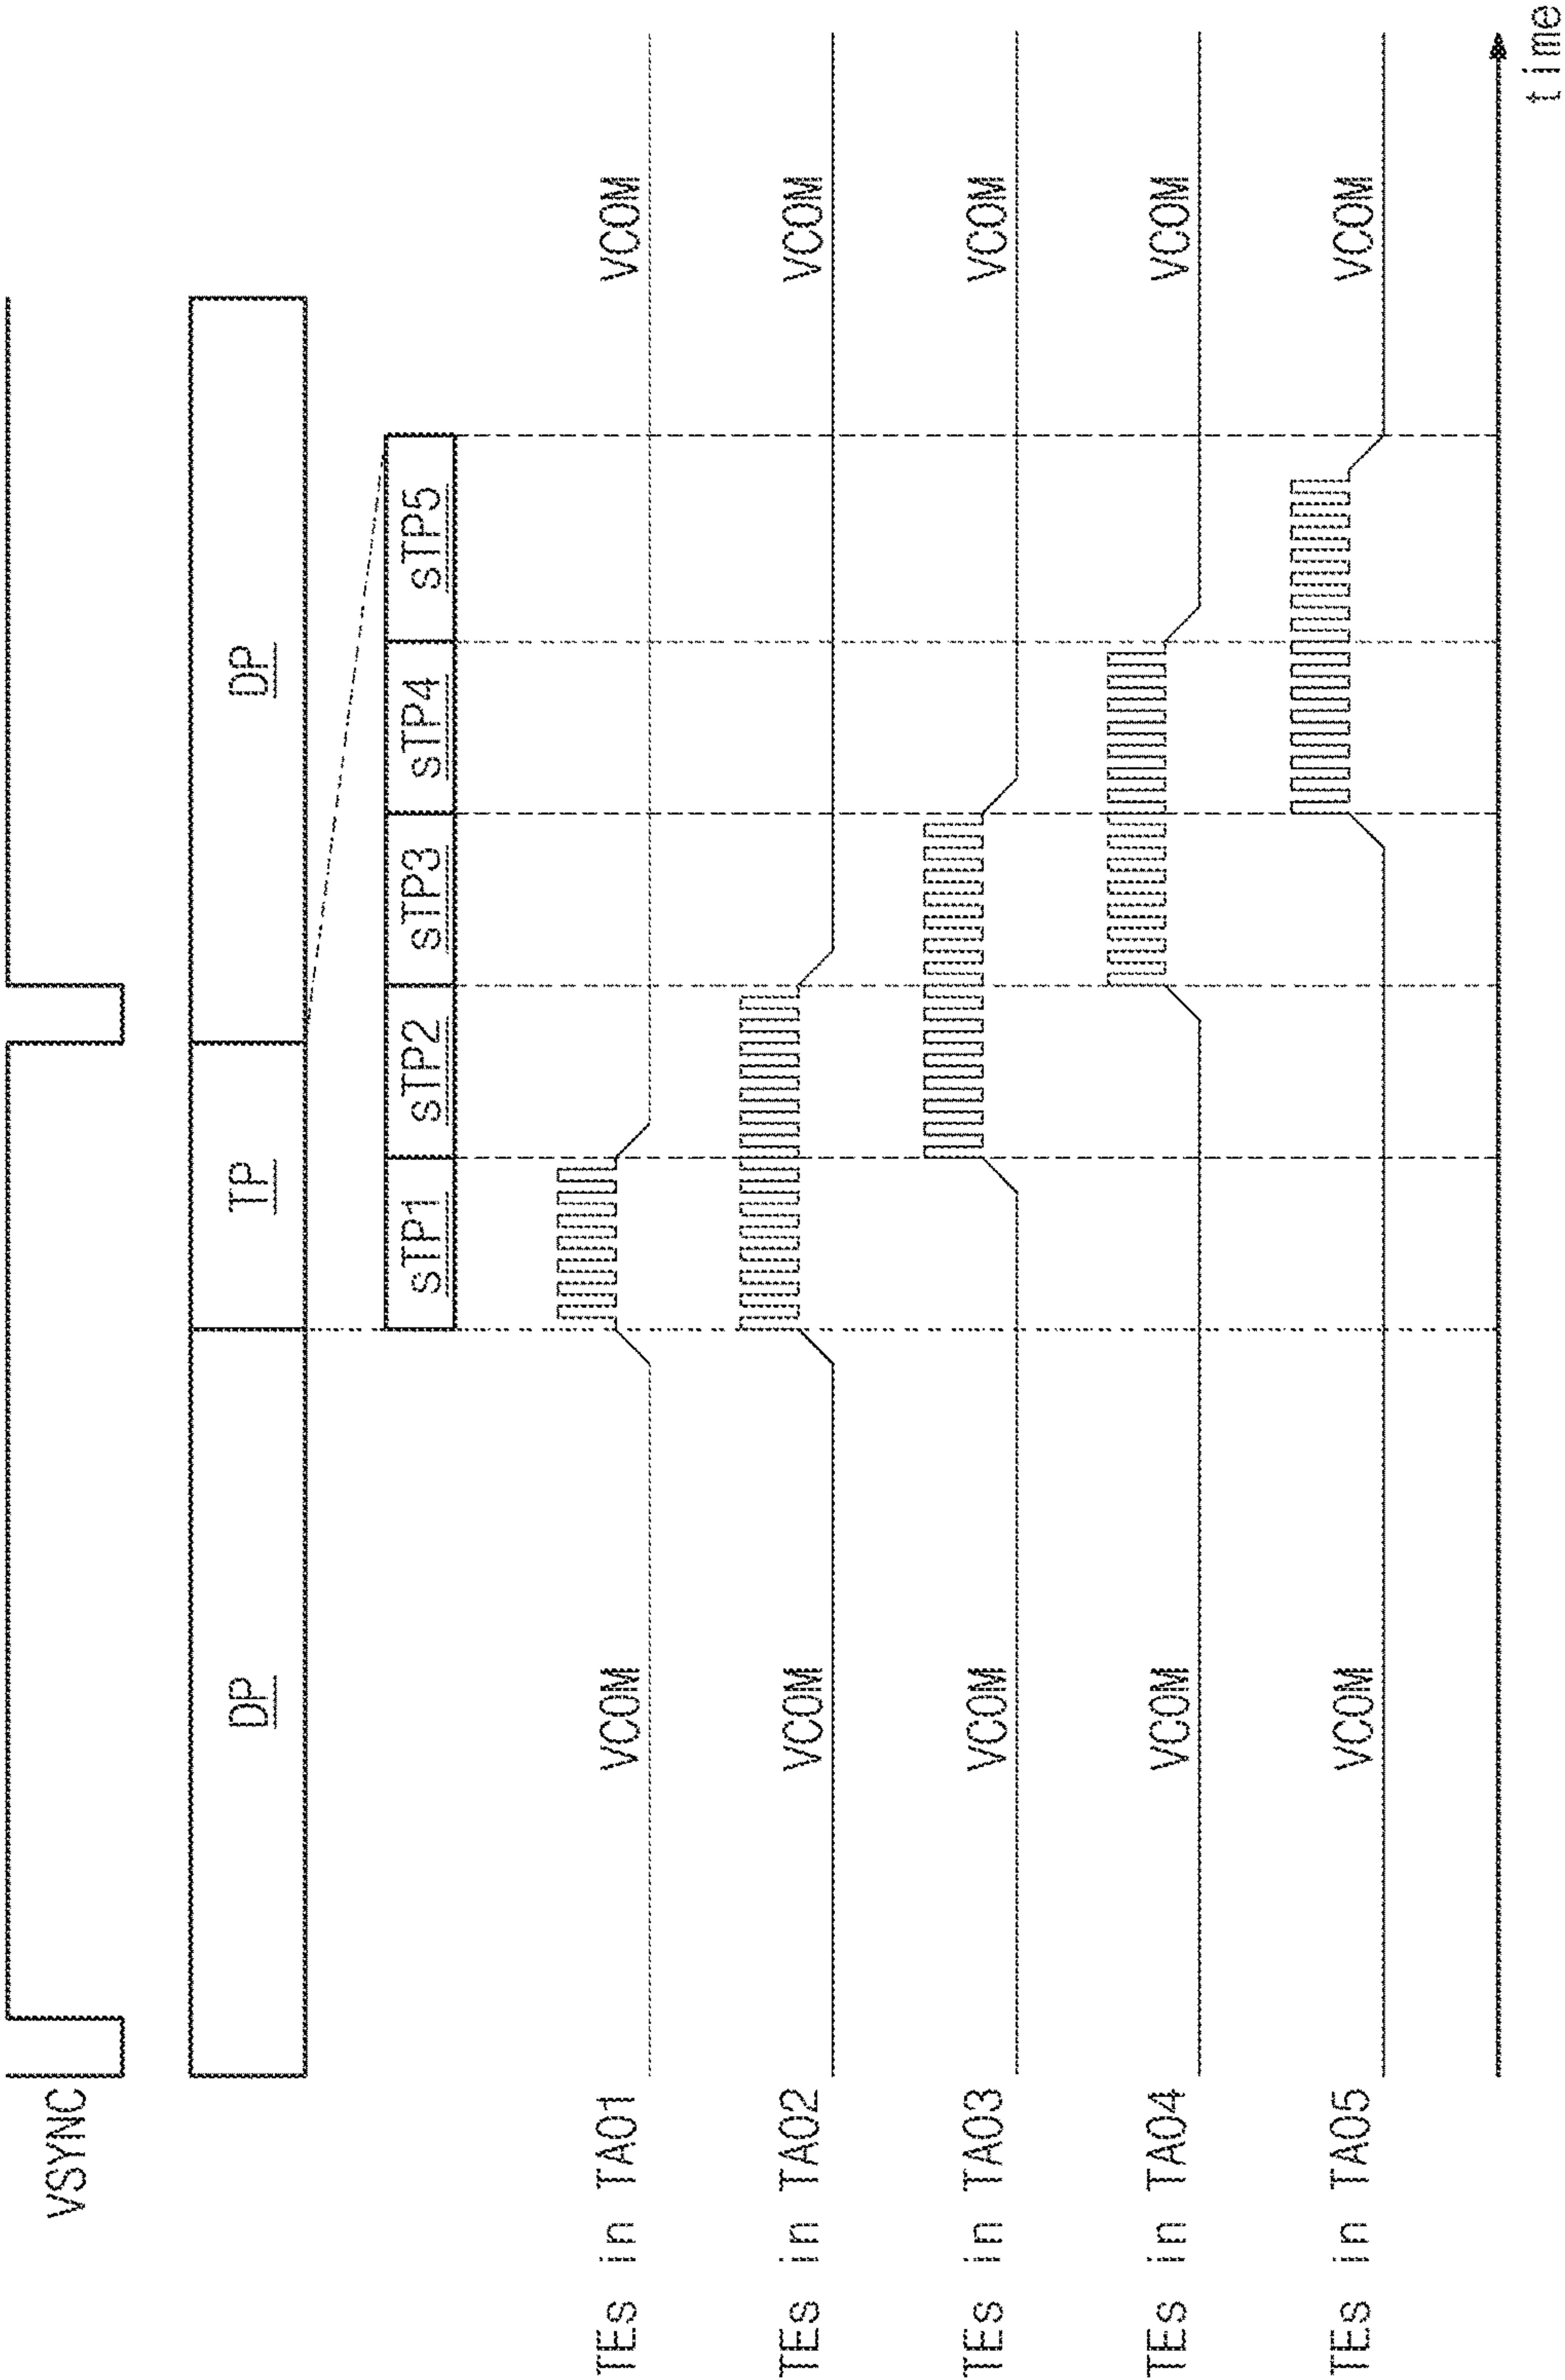 VSYNC
DP TP DP
sTP1 sTP2 sTP3 sTP4 sTP5
TEs in TA01 VCOM VCOM
TEs in TA02 VCOM VCOM
TEs in TA03 VCOM VCOM
TEs in TA04 VCOM VCOM
TEs in TA05 VCOM VCOM
time